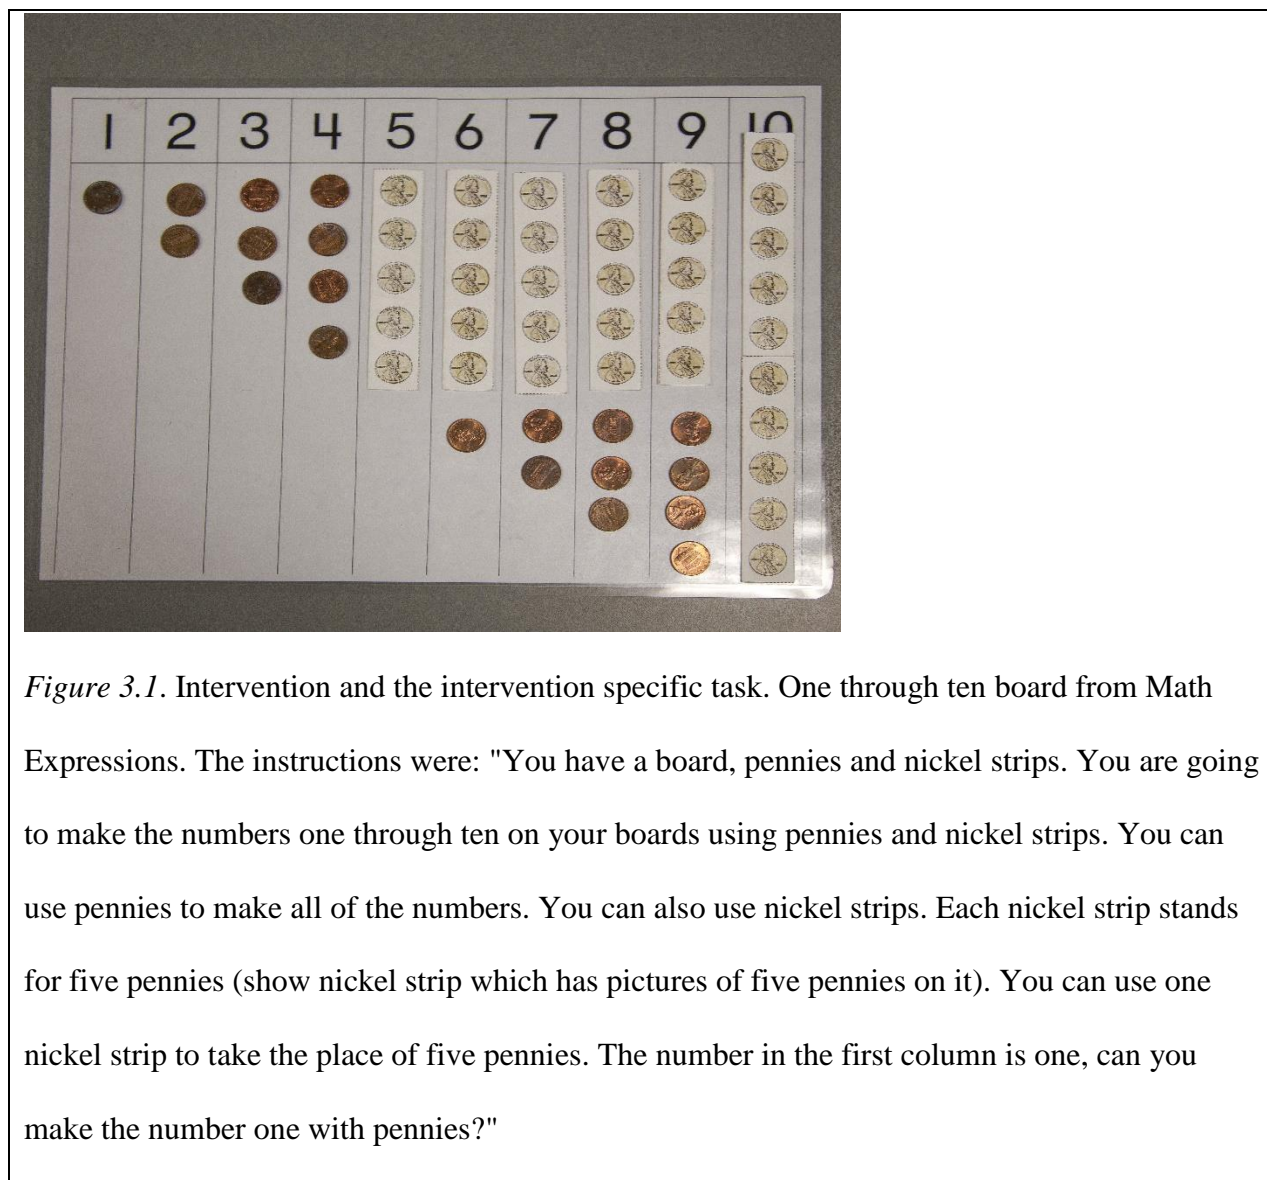 1 2 3 4 5 6 7 8 9 10
Figure 3.1. Intervention and the intervention specific task. One through ten board from Math
Expressions. The instructions were: "You have a board, pennies and nickel strips. You are going
to make the numbers one through ten on your boards using pennies and nickel strips. You can
use pennies to make all of the numbers. You can also use nickel strips. Each nickel strip stands
for five pennies (show nickel strip which has pictures of five pennies on it). You can use one
nickel strip to take the place of five pennies. The number in the first column is one, can you
make the number one with pennies?"